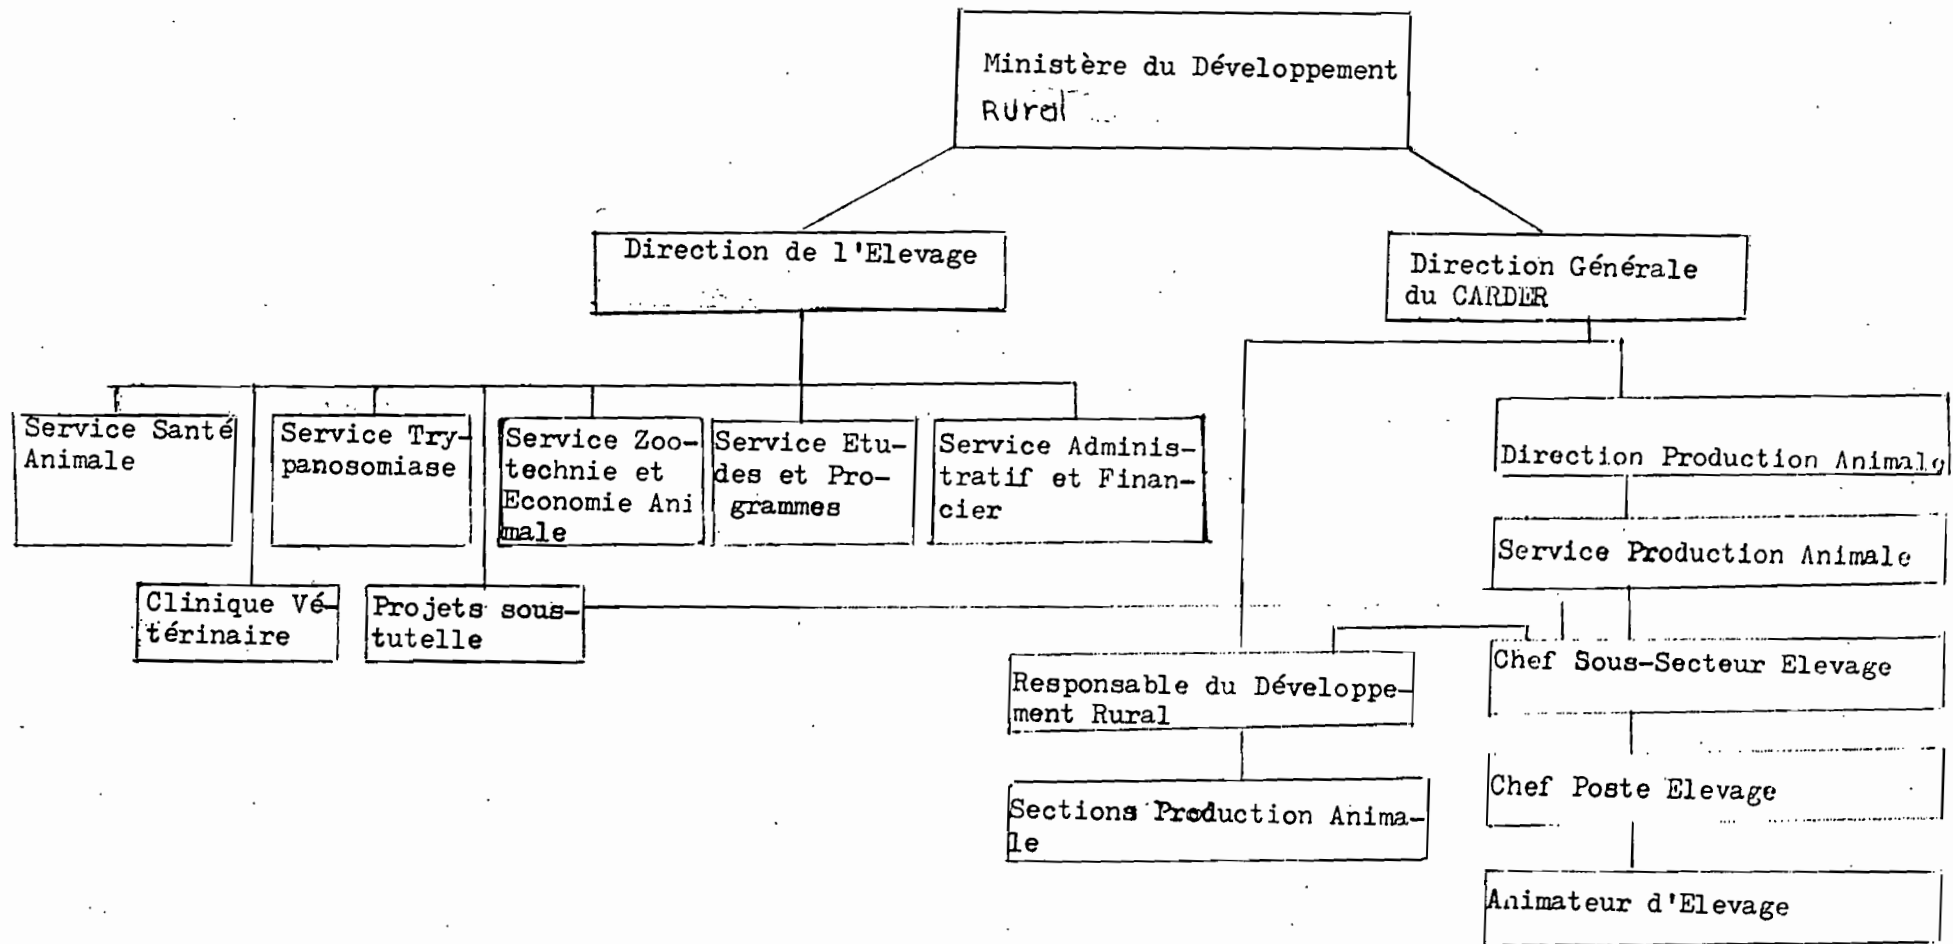 Ministère du Développement
Rural
Direction de l'Elevage
Direction Générale
du CARDER
Service Santé
Animale
Service Try-
panosomiase
Service Zoo-
technie et
Economie Ani
male
Service Etu-
des et Pro-
grammes
Service Adminis-
tratif et Finan-
cier
Direction Production Animale
Service Production Animale
Clinique Vé-
térinaire
Projets sous-
tutelle
Responsable du Développe-
ment Rural
Chef Sous-Secteur Elevage
Sections Production Anima-
le
Chef Poste Elevage
Animateur d'Elevage